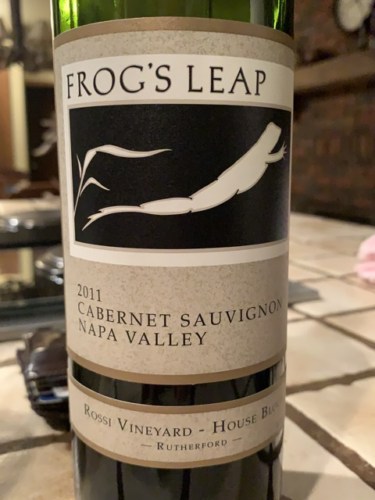 FROG'S LEAP
2011
CABERNET SAUVIGNON
NAPA VALLEY
ROSSI VINEYARD - HOUSE
— RUTHERFORD —